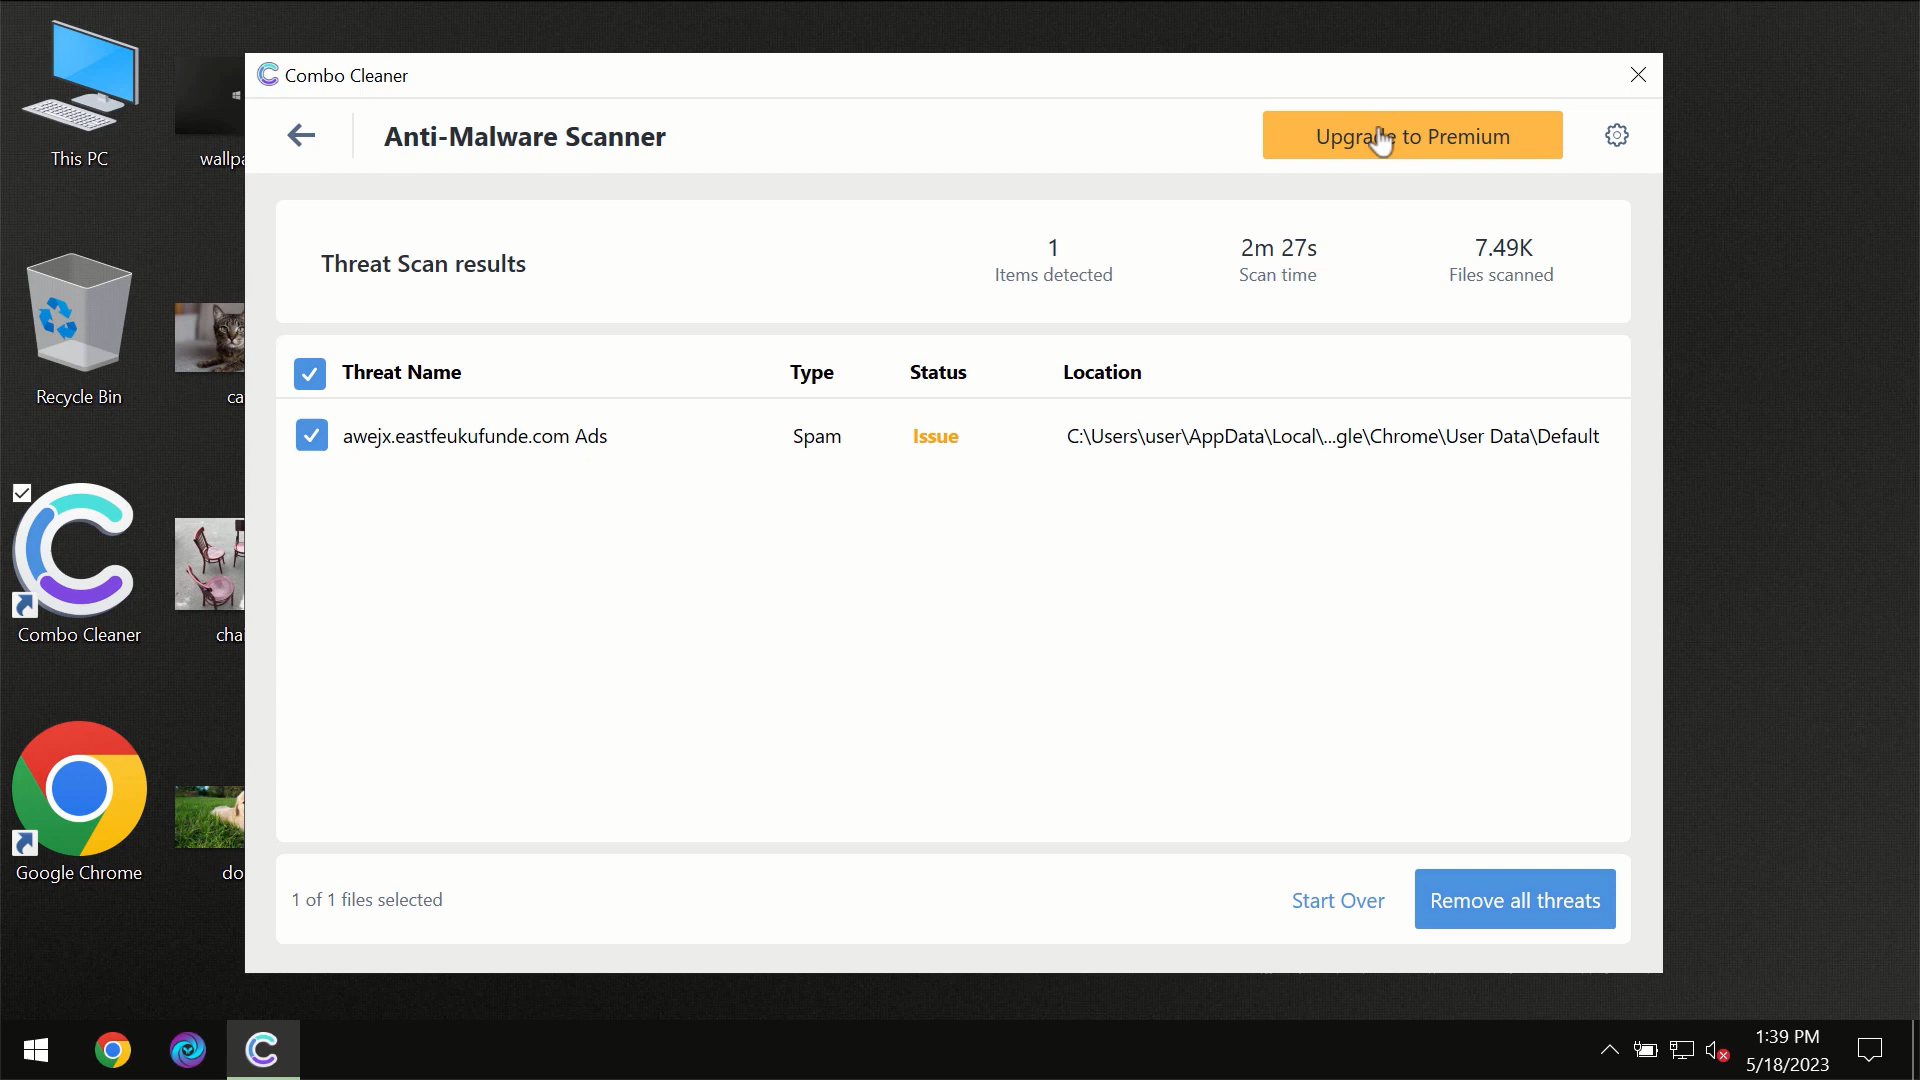 Combo Cleaner
Anti-Malware Scanner
Upgrade to Premium
Threat Scan results
1
Items detected
2m 27s
Scan time
7.49K
Files scanned
Threat Name Type Status Location
awejx.eastfeukufunde.com Ads Spam Issue C:\Users\user\AppData\Local\...gle\Chrome\User Data\Default
1 of 1 files selected
Start Over
Remove all threats
This PC
wallpa
Recycle Bin
ca
Combo Cleaner
chai
Google Chrome
do
1:39 PM
5/18/2023